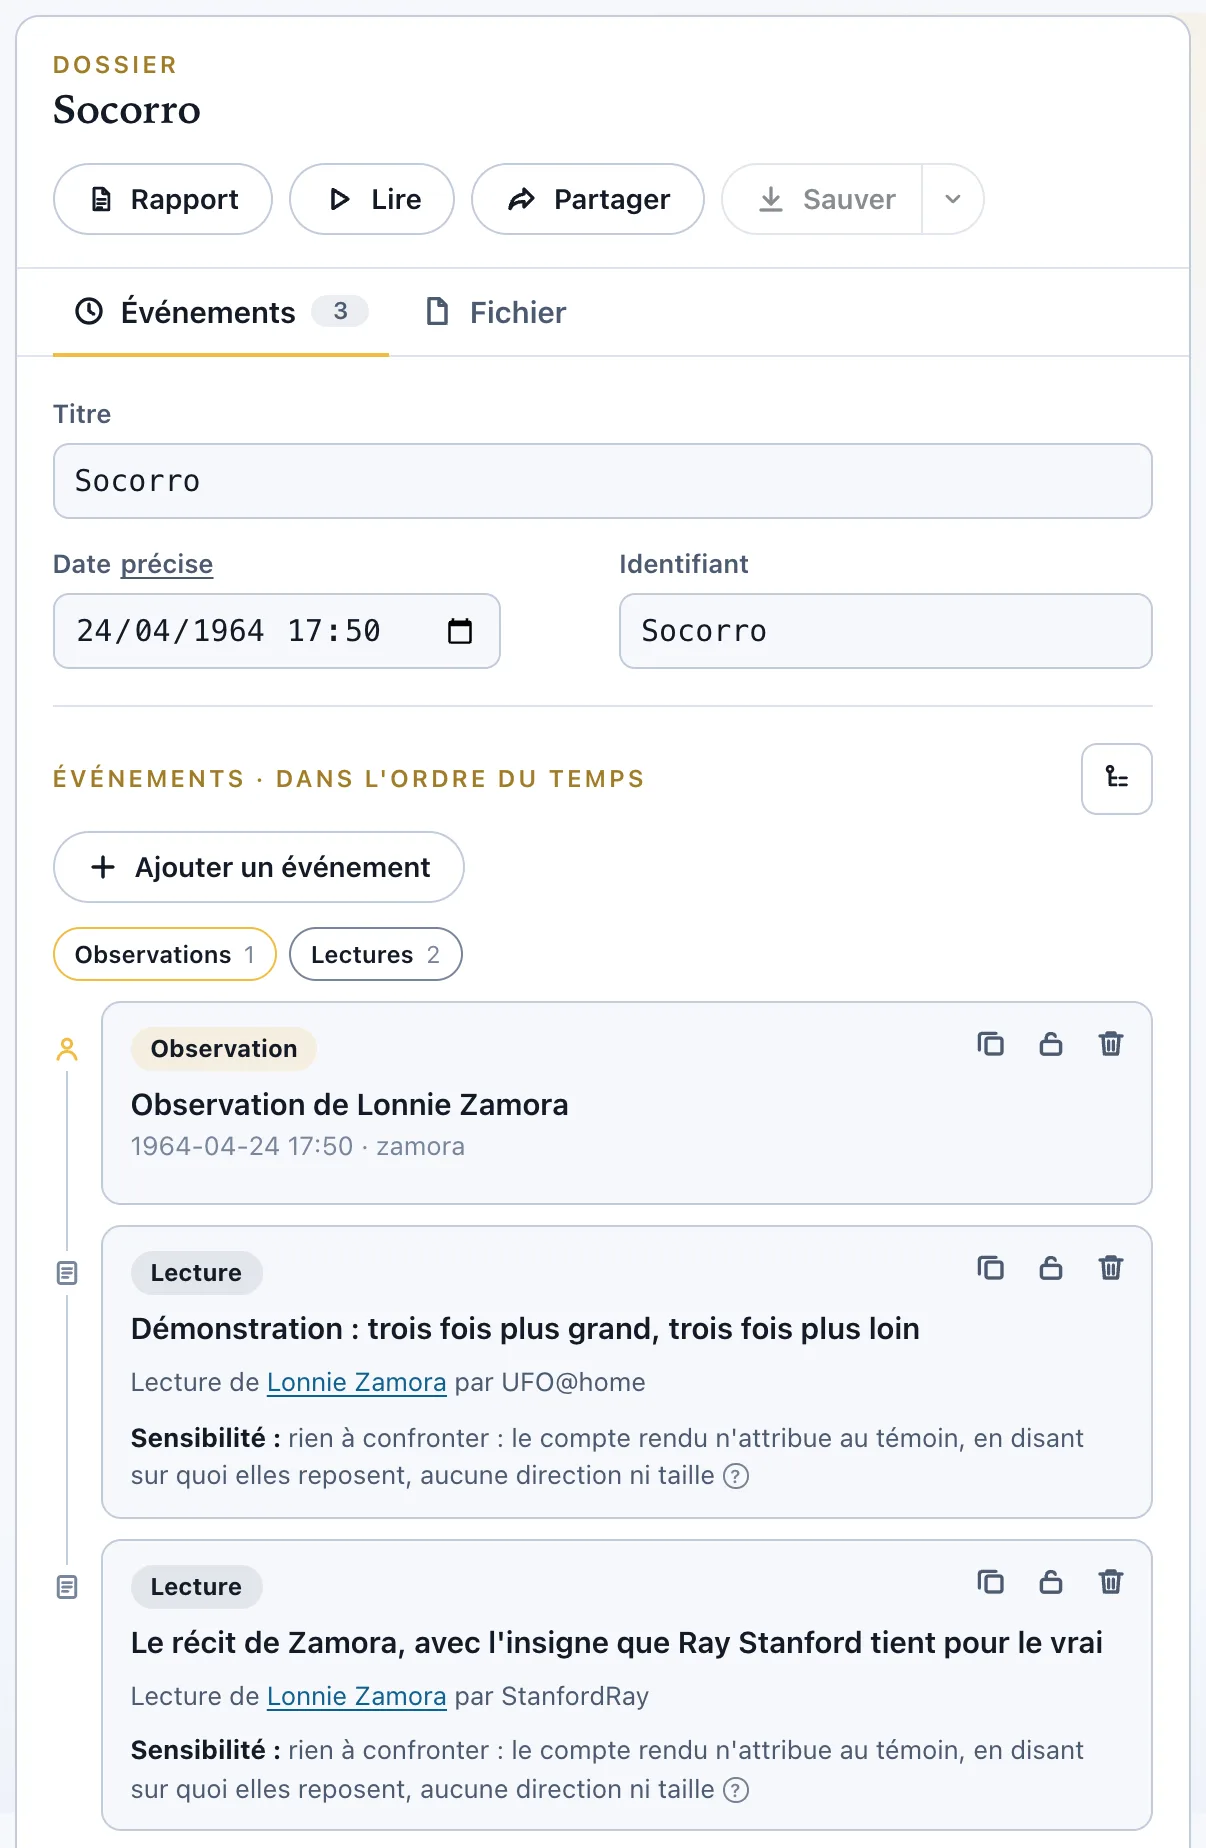 DOSSIER
Socorro
Rapport
Lire
Partager
Sauver
Événements 3
Fichier
Titre
Socorro
Date précise
Identifiant
24/04/1964 17:50
Socorro
ÉVÉNEMENTS · DANS L'ORDRE DU TEMPS
Ajouter un événement
Observations 1
Lectures 2
Observation
Observation de Lonnie Zamora
1964-04-24 17:50 · zamora
Lecture
Démonstration : trois fois plus grand, trois fois plus loin
Lecture de Lonnie Zamora par UFO@home
Sensibilité : rien à confronter : le compte rendu n'attribue au témoin, en disant
sur quoi elles reposent, aucune direction ni taille ?
Lecture
Le récit de Zamora, avec l'insigne que Ray Stanford tient pour le vrai
Lecture de Lonnie Zamora par StanfordRay
Sensibilité : rien à confronter : le compte rendu n'attribue au témoin, en disant
sur quoi elles reposent, aucune direction ni taille ?